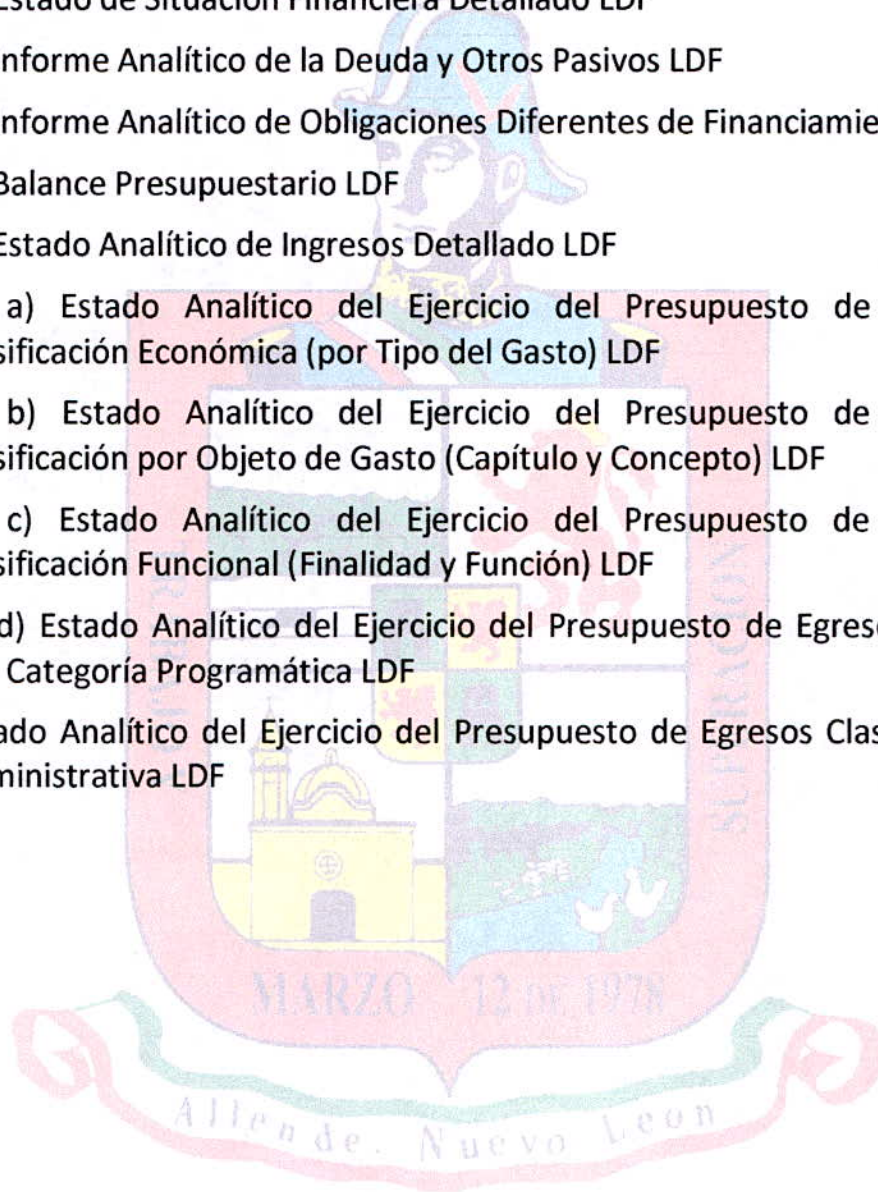 Estado de Situación Financiera Detallado LDF
Informe Analítico de la Deuda y Otros Pasivos LDF
Informe Analítico de Obligaciones Diferentes de Financiamie
Balance Presupuestario LDF
Estado Analítico de Ingresos Detallado LDF
a) Estado Analítico del Ejercicio del Presupuesto de
sificación Económica (por Tipo del Gasto) LDF
b) Estado Analítico del Ejercicio del Presupuesto de
sificación por Objeto de Gasto (Capítulo y Concepto) LDF
c) Estado Analítico del Ejercicio del Presupuesto de
sificación Funcional (Finalidad y Función) LDF
d) Estado Analítico del Ejercicio del Presupuesto de Egreso
Categoría Programática LDF
ado Analítico del Ejercicio del Presupuesto de Egresos Clas
ministrativa LDF
SUPERACION
MARZO 12 DE 1978
Allende, Nuevo Leon